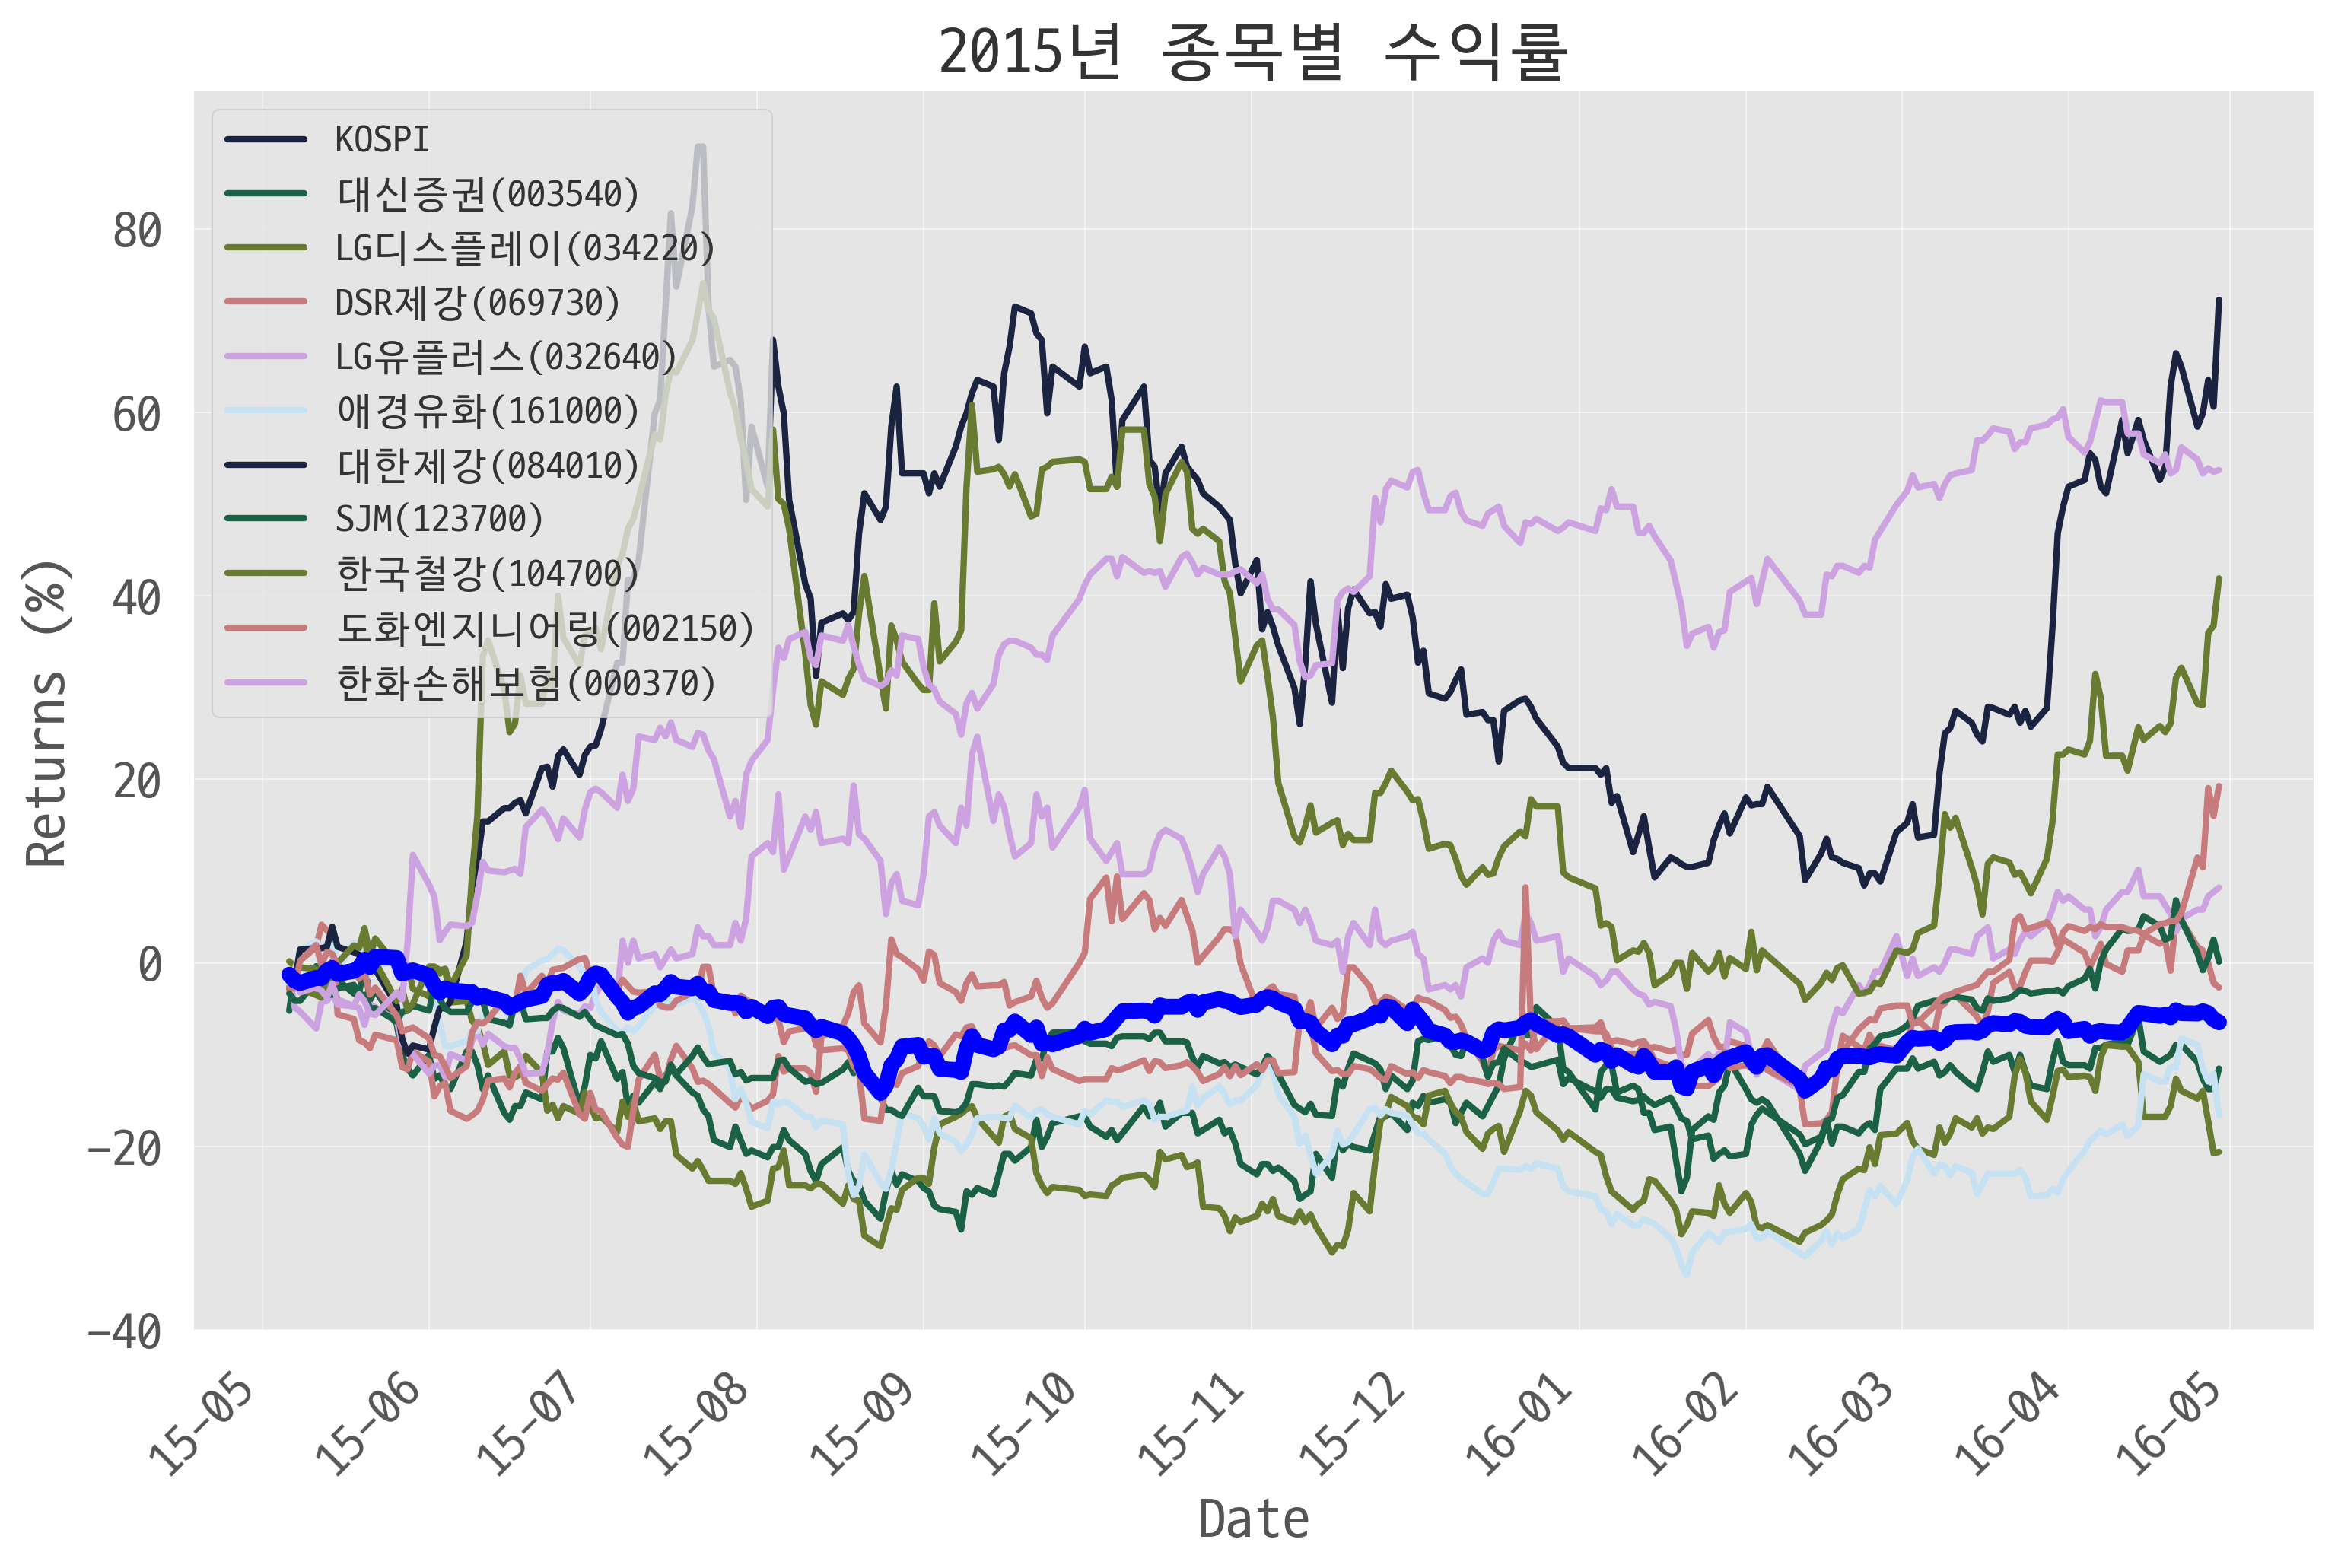 2015년 종목별 수익률
KOSPI
대신증권(003540)
LG디스플레이(034220)
DSR제강(069730)
LG유플러스(032640)
애경유화(161000)
대한제강(084010)
SJM(123700)
한국철강(104700)
도화엔지니어링(002150)
한화손해보험(000370)
Returns (%)
80
60
40
20
0
−20
−40
15-05
15-06
15-07
15-08
15-09
15-10
15-11
15-12
16-01
16-02
16-03
16-04
16-05
Date